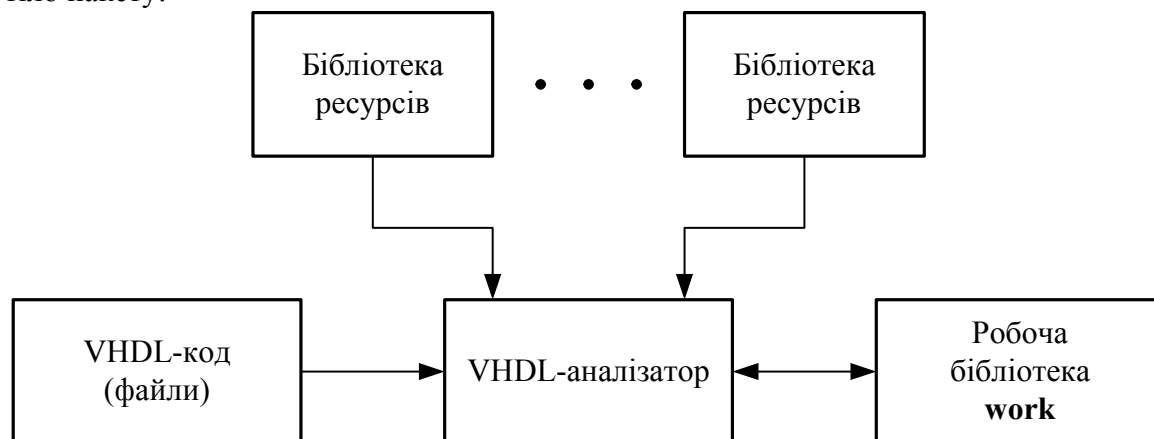 Бібліотека
ресурсів
• • •
Бібліотека
ресурсів
VHDL-код
(файли)
VHDL-аналізатор
Робоча
бібліотека
work